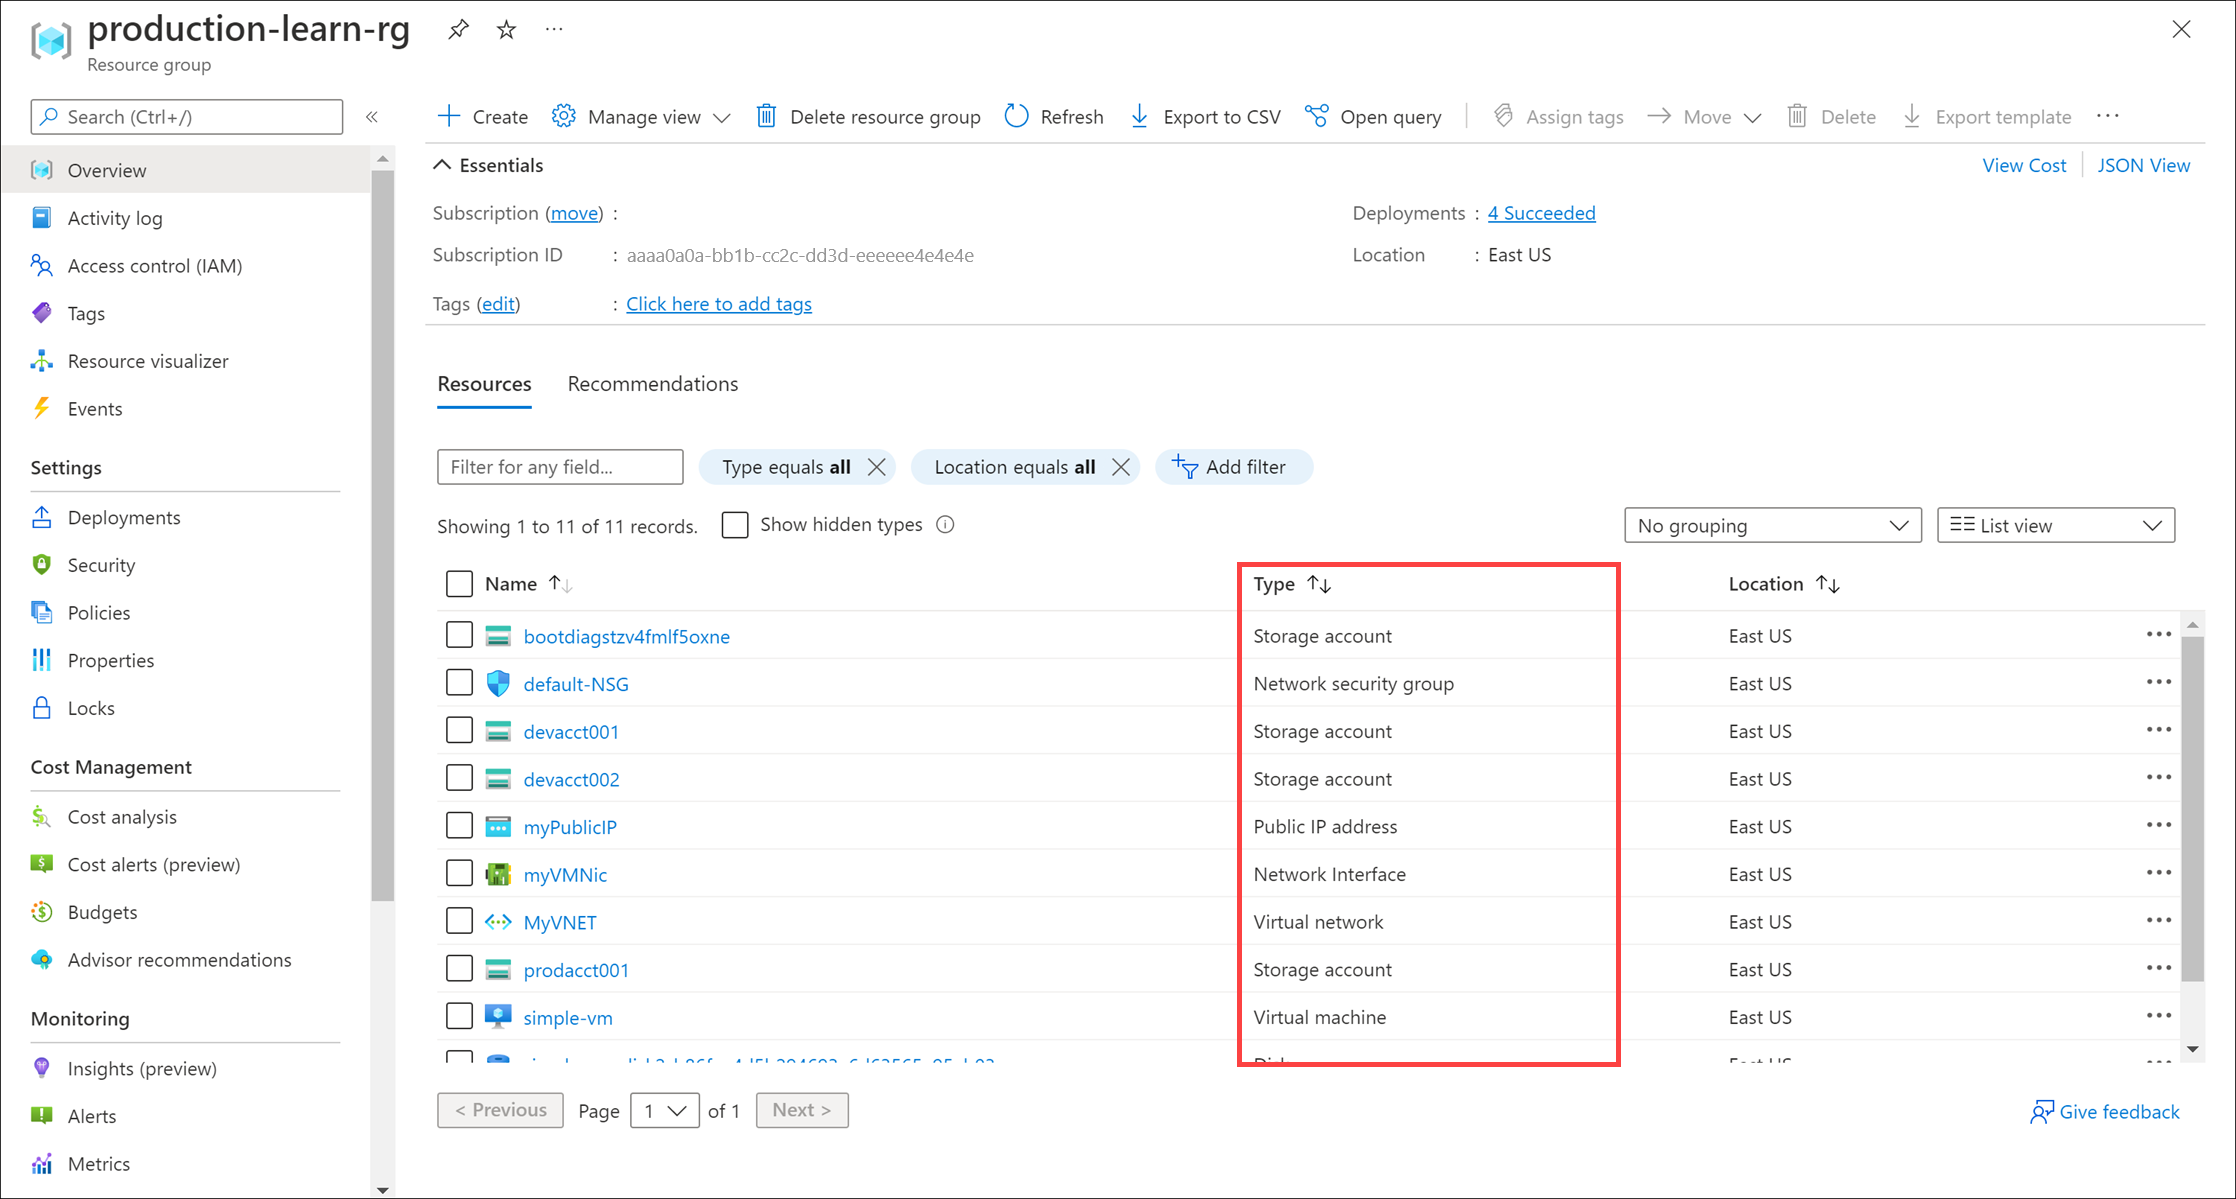 production-learn-rg
Resource group
Search (Ctrl+/)
Create
Manage view
Delete resource group
Refresh
Export to CSV
Open query
Assign tags
Move
Delete
Export template
Overview
Activity log
Access control (IAM)
Tags
Resource visualizer
Events
Settings
Deployments
Security
Policies
Properties
Locks
Cost Management
Cost analysis
Cost alerts (preview)
Budgets
Advisor recommendations
Monitoring
Insights (preview)
Alerts
Metrics
Essentials
View Cost
JSON View
Subscription (move) :
Deployments : 4 Succeeded
Subscription ID : aaaa0a0a-bb1b-cc2c-dd3d-eeeeee4e4e4e
Location : East US
Tags (edit) : Click here to add tags
Resources
Recommendations
Filter for any field...
Type equals all
Location equals all
Add filter
Showing 1 to 11 of 11 records.
Show hidden types
No grouping
List view
Name Type Location
bootdiagstzv4fmlf5oxne Storage account East US
default-NSG Network security group East US
devacct001 Storage account East US
devacct002 Storage account East US
myPublicIP Public IP address East US
myVMNic Network Interface East US
MyVNET Virtual network East US
prodacct001 Storage account East US
simple-vm Virtual machine East US
East US
< Previous
Page 1 of 1
Next >
Give feedback